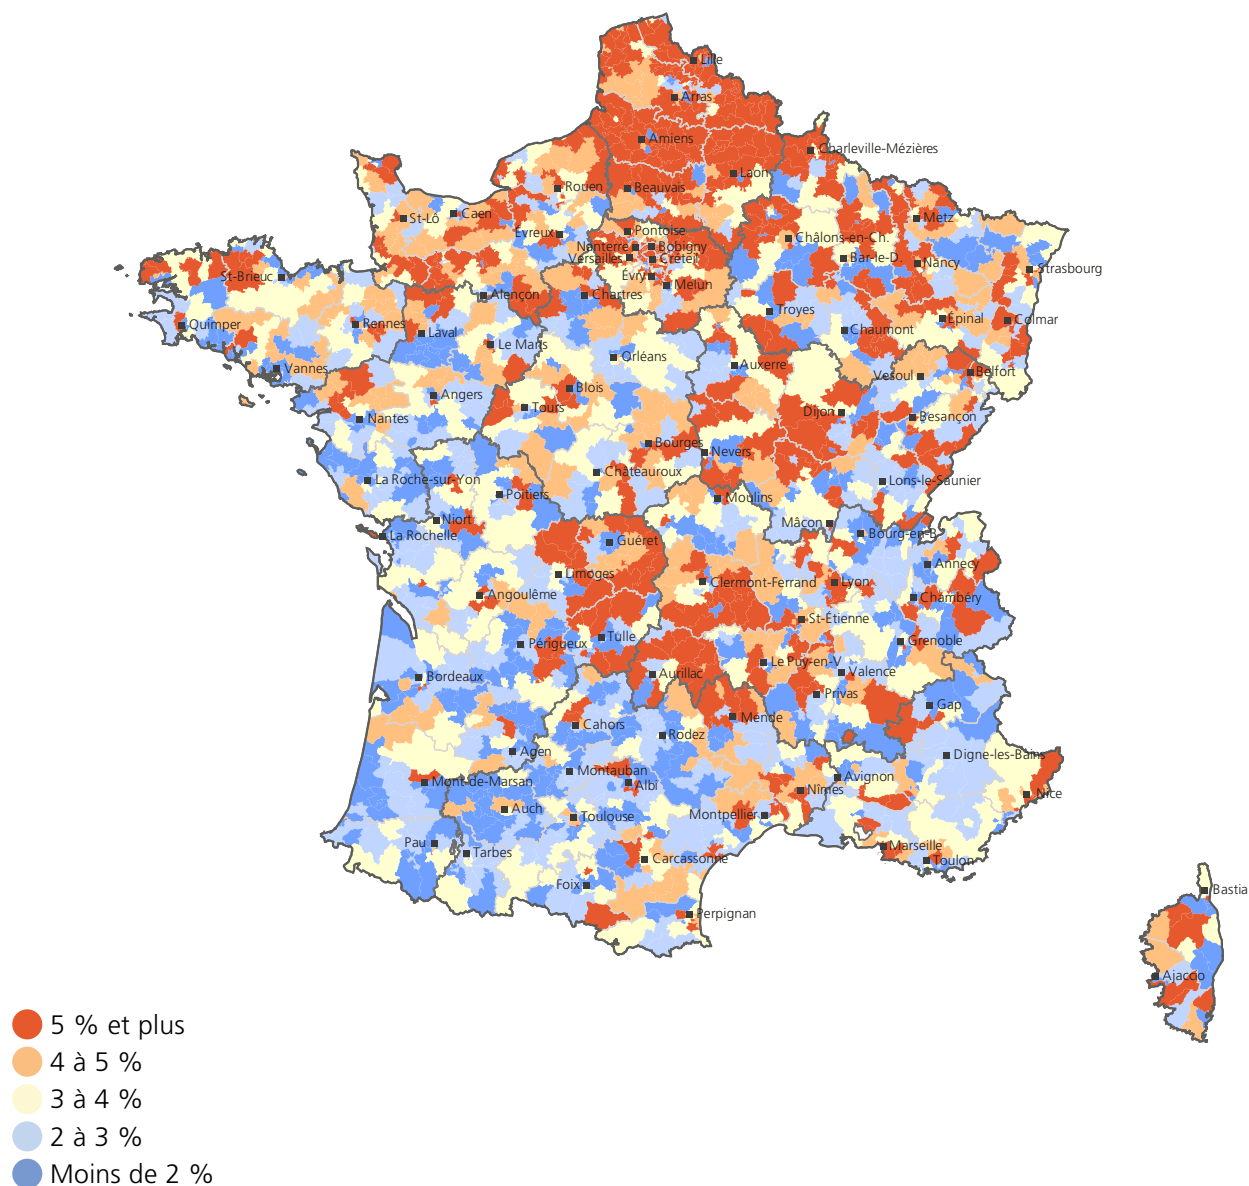 Lille
Arras
Amiens
Charleville-Mézières
Laon
Rouen
Beauvais
St-Lô
Caen
Metz
Evreux
Pontoise
Châlons-en-Ch.
Nanterre
Bobigny
Versailles
Créteil
Bar-le-D.
Nancy
Strasbourg
St-Brieuc
Évry
Melun
Alençon
Chartres
Troyes
Quimper
Rennes
Laval
Épinal
Colmar
Le Mans
Chaumont
Orléans
Vannes
Auxerre
Vesoul
Belfort
Blois
Angers
Tours
Dijon
Besançon
Nantes
Bourges
Nevers
Châteauroux
La Roche-sur-Yon
Lons-le-Saunier
Poitiers
Moulins
Niort
Mâcon
La Rochelle
Bourg-en-B
Guéret
Annecy
Limoges
Clermont-Ferrand
Lyon
Angoulême
Chambéry
St-Étienne
Tulle
Périgueux
Grenoble
Le Puy-en-V
Aurillac
Valence
Bordeaux
Privas
Gap
Mende
Cahors
Rodez
Agen
Digne-les-Bains
Montauban
Avignon
Mont-de-Marsan
Albi
Nîmes
Nice
Auch
Toulouse
Montpellier
Pau
Tarbes
Marseille
Carcassonne
Toulon
Foix
Bastia
Perpignan
Ajaccio
5 % et plus
4 à 5 %
3 à 4 %
2 à 3 %
Moins de 2 %